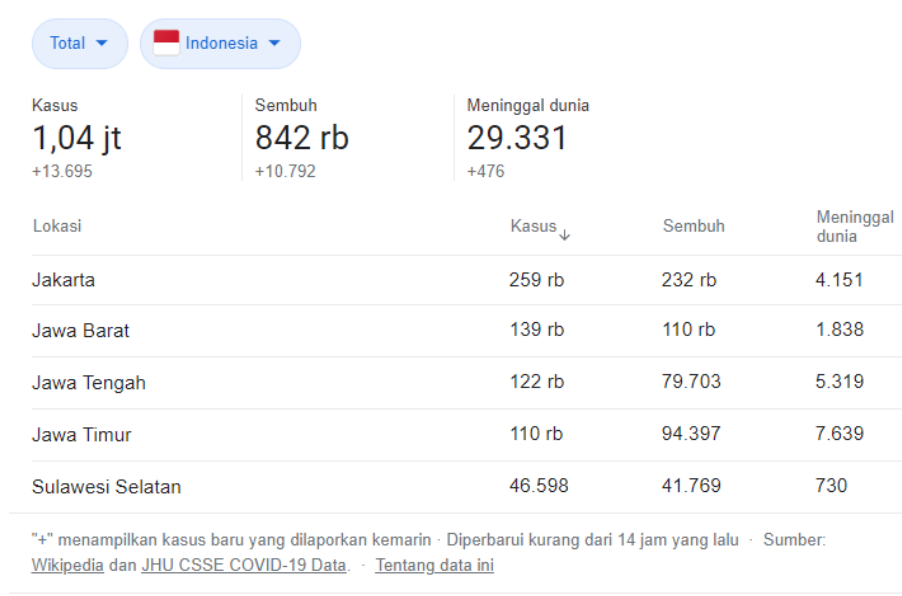 Total Indonesia
Kasus Sembuh Meninggal dunia
1,04 jt 842 rb 29.331
+13.695 +10.792 +476
Lokasi Kasus Sembuh Meninggal dunia
Jakarta 259 rb 232 rb 4.151
Jawa Barat 139 rb 110 rb 1.838
Jawa Tengah 122 rb 79.703 5.319
Jawa Timur 110 rb 94.397 7.639
Sulawesi Selatan 46.598 41.769 730
"+" menampilkan kasus baru yang dilaporkan kemarin · Diperbarui kurang dari 14 jam yang lalu · Sumber:
Wikipedia dan JHU CSSE COVID-19 Data. · Tentang data ini